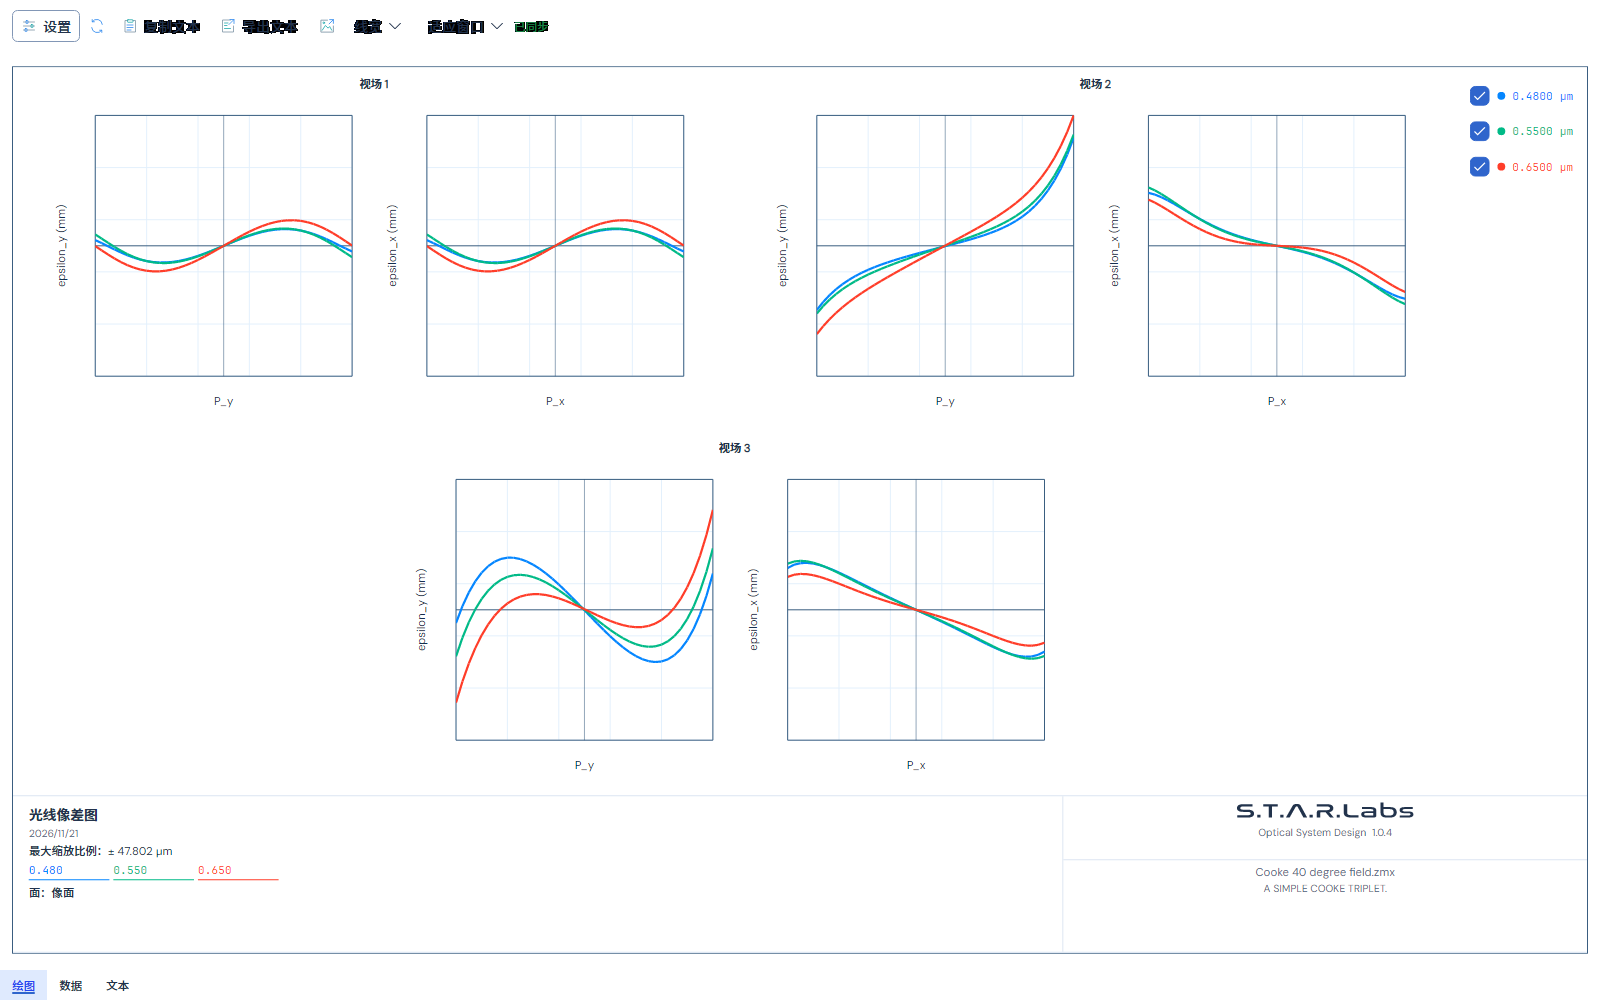 设置
已同步
视场 1
视场 2
0.4800 µm
0.5500 µm
0.6500 µm
epsilon_y (mm)
epsilon_x (mm)
epsilon_y (mm)
epsilon_x (mm)
P_y
P_x
P_y
P_x
视场 3
epsilon_y (mm)
epsilon_x (mm)
P_y
P_x
光线像差图
2026/11/21
最大缩放比例: ± 47.802 µm
0.480 0.550 0.650
面: 像面
S.T.A.R.Labs
Optical System Design 1.0.4
Cooke 40 degree field.zmx
A SIMPLE COOKE TRIPLET.
绘图 数据 文本